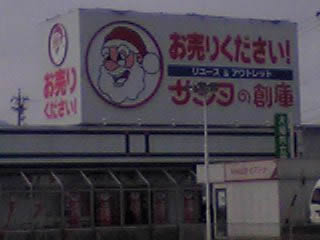 お売り
ください!
お売りください!
リユース & アウトレット
サンタの創庫